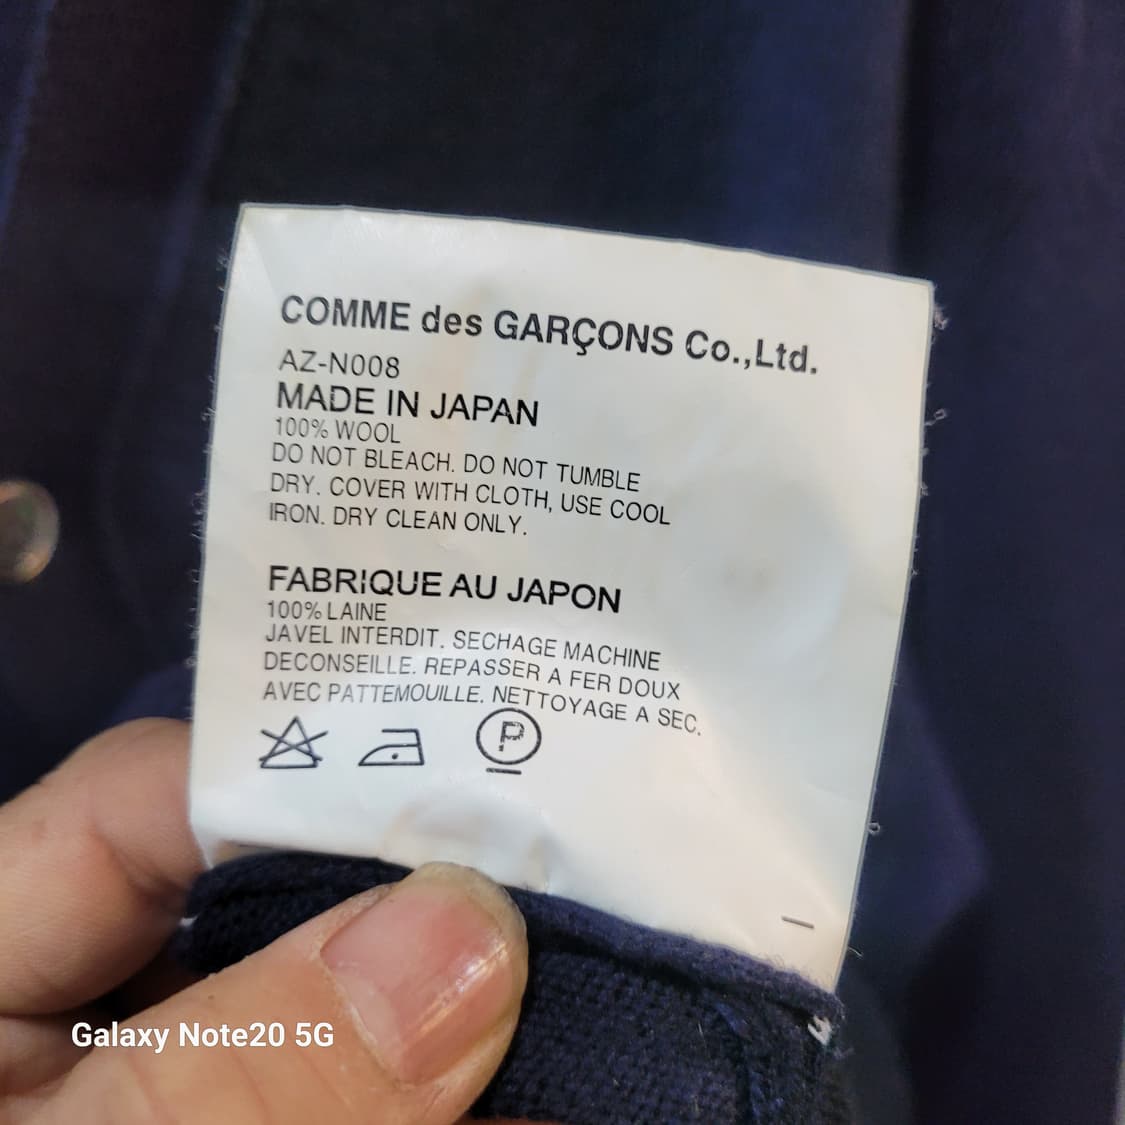 COMME des GARÇONS Co.,Ltd.
AZ-N008
MADE IN JAPAN
100% WOOL
DO NOT BLEACH. DO NOT TUMBLE
DRY. COVER WITH CLOTH, USE COOL
IRON. DRY CLEAN ONLY.
FABRIQUE AU JAPON
100% LAINE
JAVEL INTERDIT. SECHAGE MACHINE
DECONSEILLE. REPASSER A FER DOUX
AVEC PATTEMOUILLE. NETTOYAGE A SEC.
P
Galaxy Note20 5G